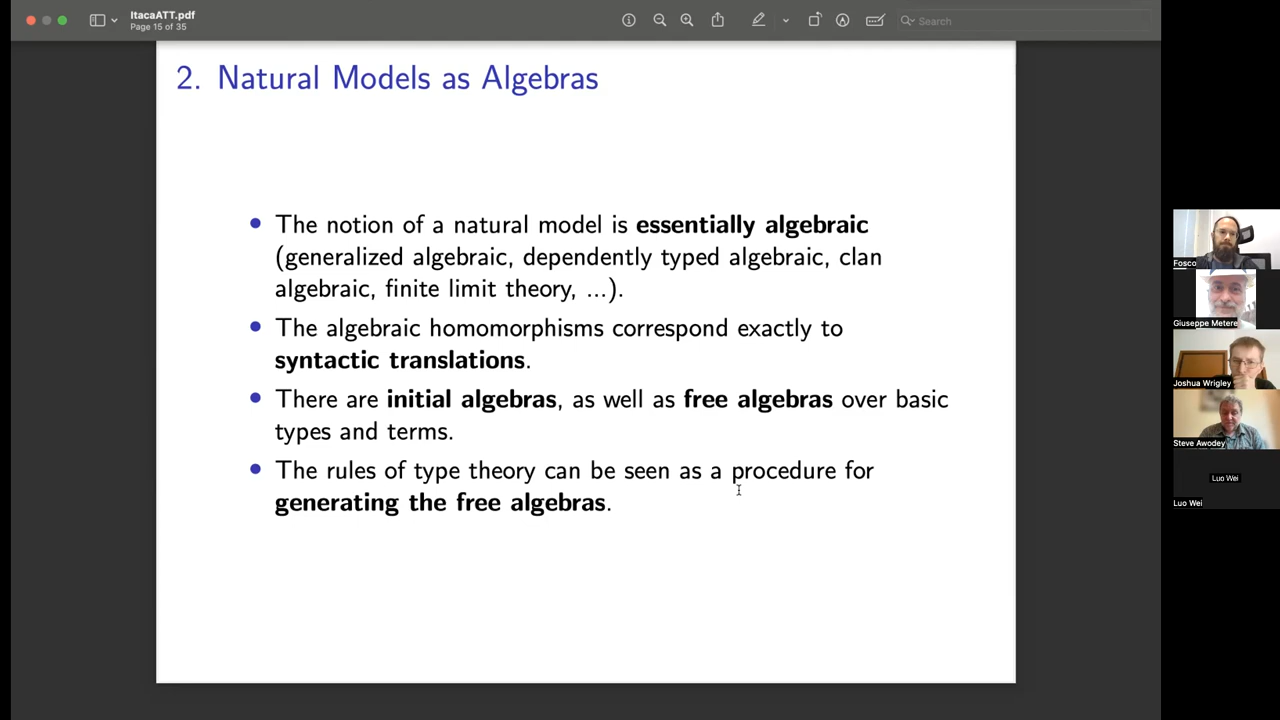 ItacaATT.pdf
Page 15 of 35
Search
2. Natural Models as Algebras
• The notion of a natural model is essentially algebraic
(generalized algebraic, dependently typed algebraic, clan
algebraic, finite limit theory, ...).
• The algebraic homomorphisms correspond exactly to
syntactic translations.
• There are initial algebras, as well as free algebras over basic
types and terms.
• The rules of type theory can be seen as a procedure for
generating the free algebras.
Fosco
Giuseppe Metere
Joshua Wrigley
Steve Awodey
Luo Wei
Luo Wei